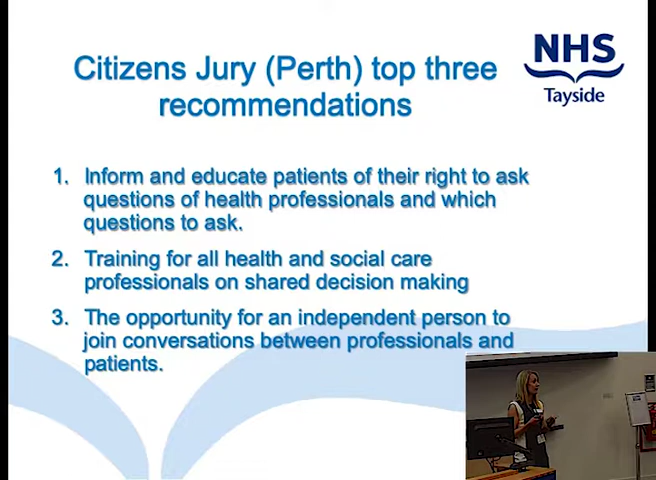 Citizens Jury (Perth) top three
recommendations
NHS
Tayside
1. Inform and educate patients of their right to ask
questions of health professionals and which
questions to ask.
2. Training for all health and social care
professionals on shared decision making
3. The opportunity for an independent person to
join conversations between professionals and
patients.